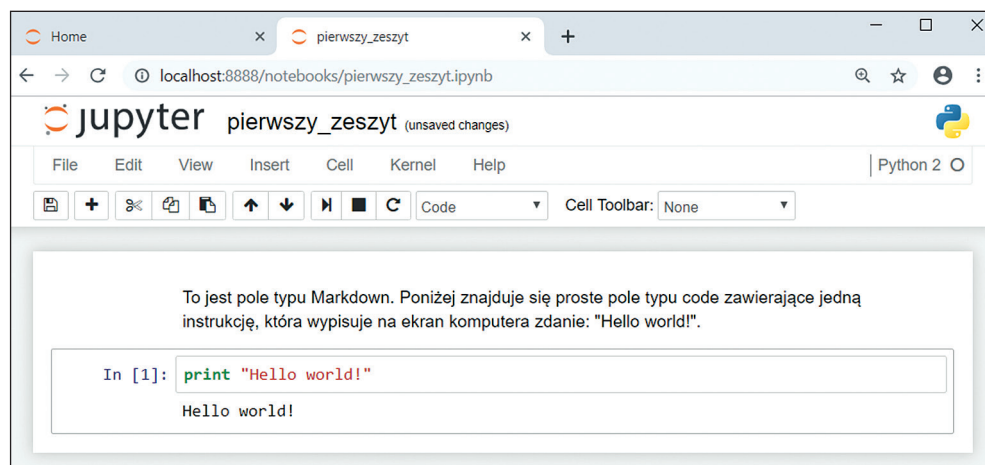 Home
pierwszy_zeszyt
localhost:8888/notebooks/pierwszy_zeszyt.ipynb
jupyter pierwszy_zeszyt (unsaved changes)
File Edit View Insert Cell Kernel Help Python 2
Code Cell Toolbar: None
To jest pole typu Markdown. Poniżej znajduje się proste pole typu code zawierające jedną
instrukcję, która wypisuje na ekran komputera zdanie: "Hello world!".
In [1]: print "Hello world!"
Hello world!